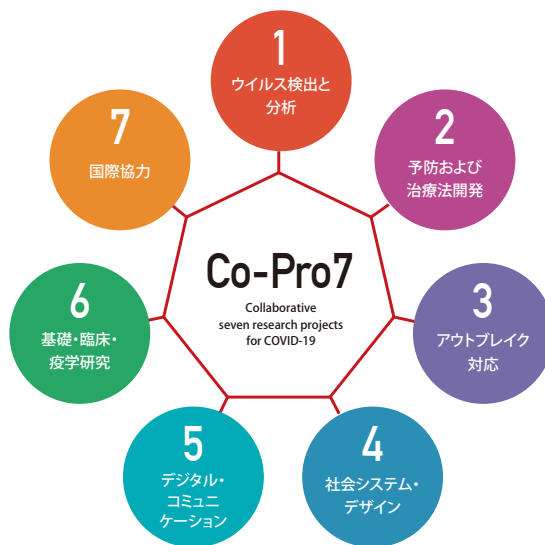 1
ウイルス検出と
分析
2
予防および
治療法開発
3
アウトブレイク
対応
4
社会システム・
デザイン
5
デジタル・
コミュニ
ケーション
6
基礎・臨床・
疫学研究
7
国際協力
Co-Pro7
Collaborative
seven research projects
for COVID-19